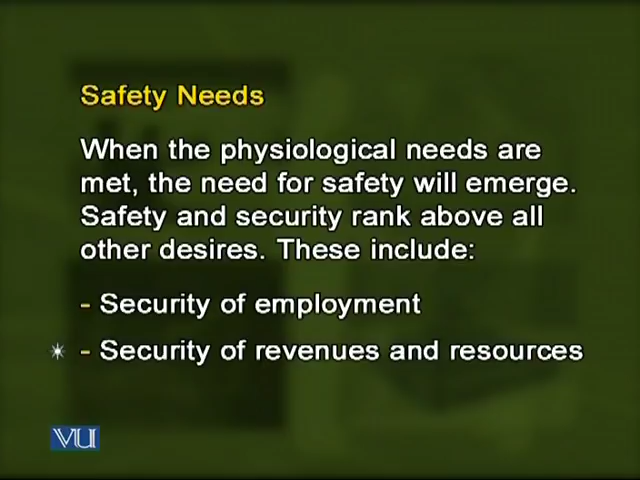 Safety Needs
When the physiological needs are
met, the need for safety will emerge.
Safety and security rank above all
other desires. These include:
- Security of employment
- Security of revenues and resources
VU